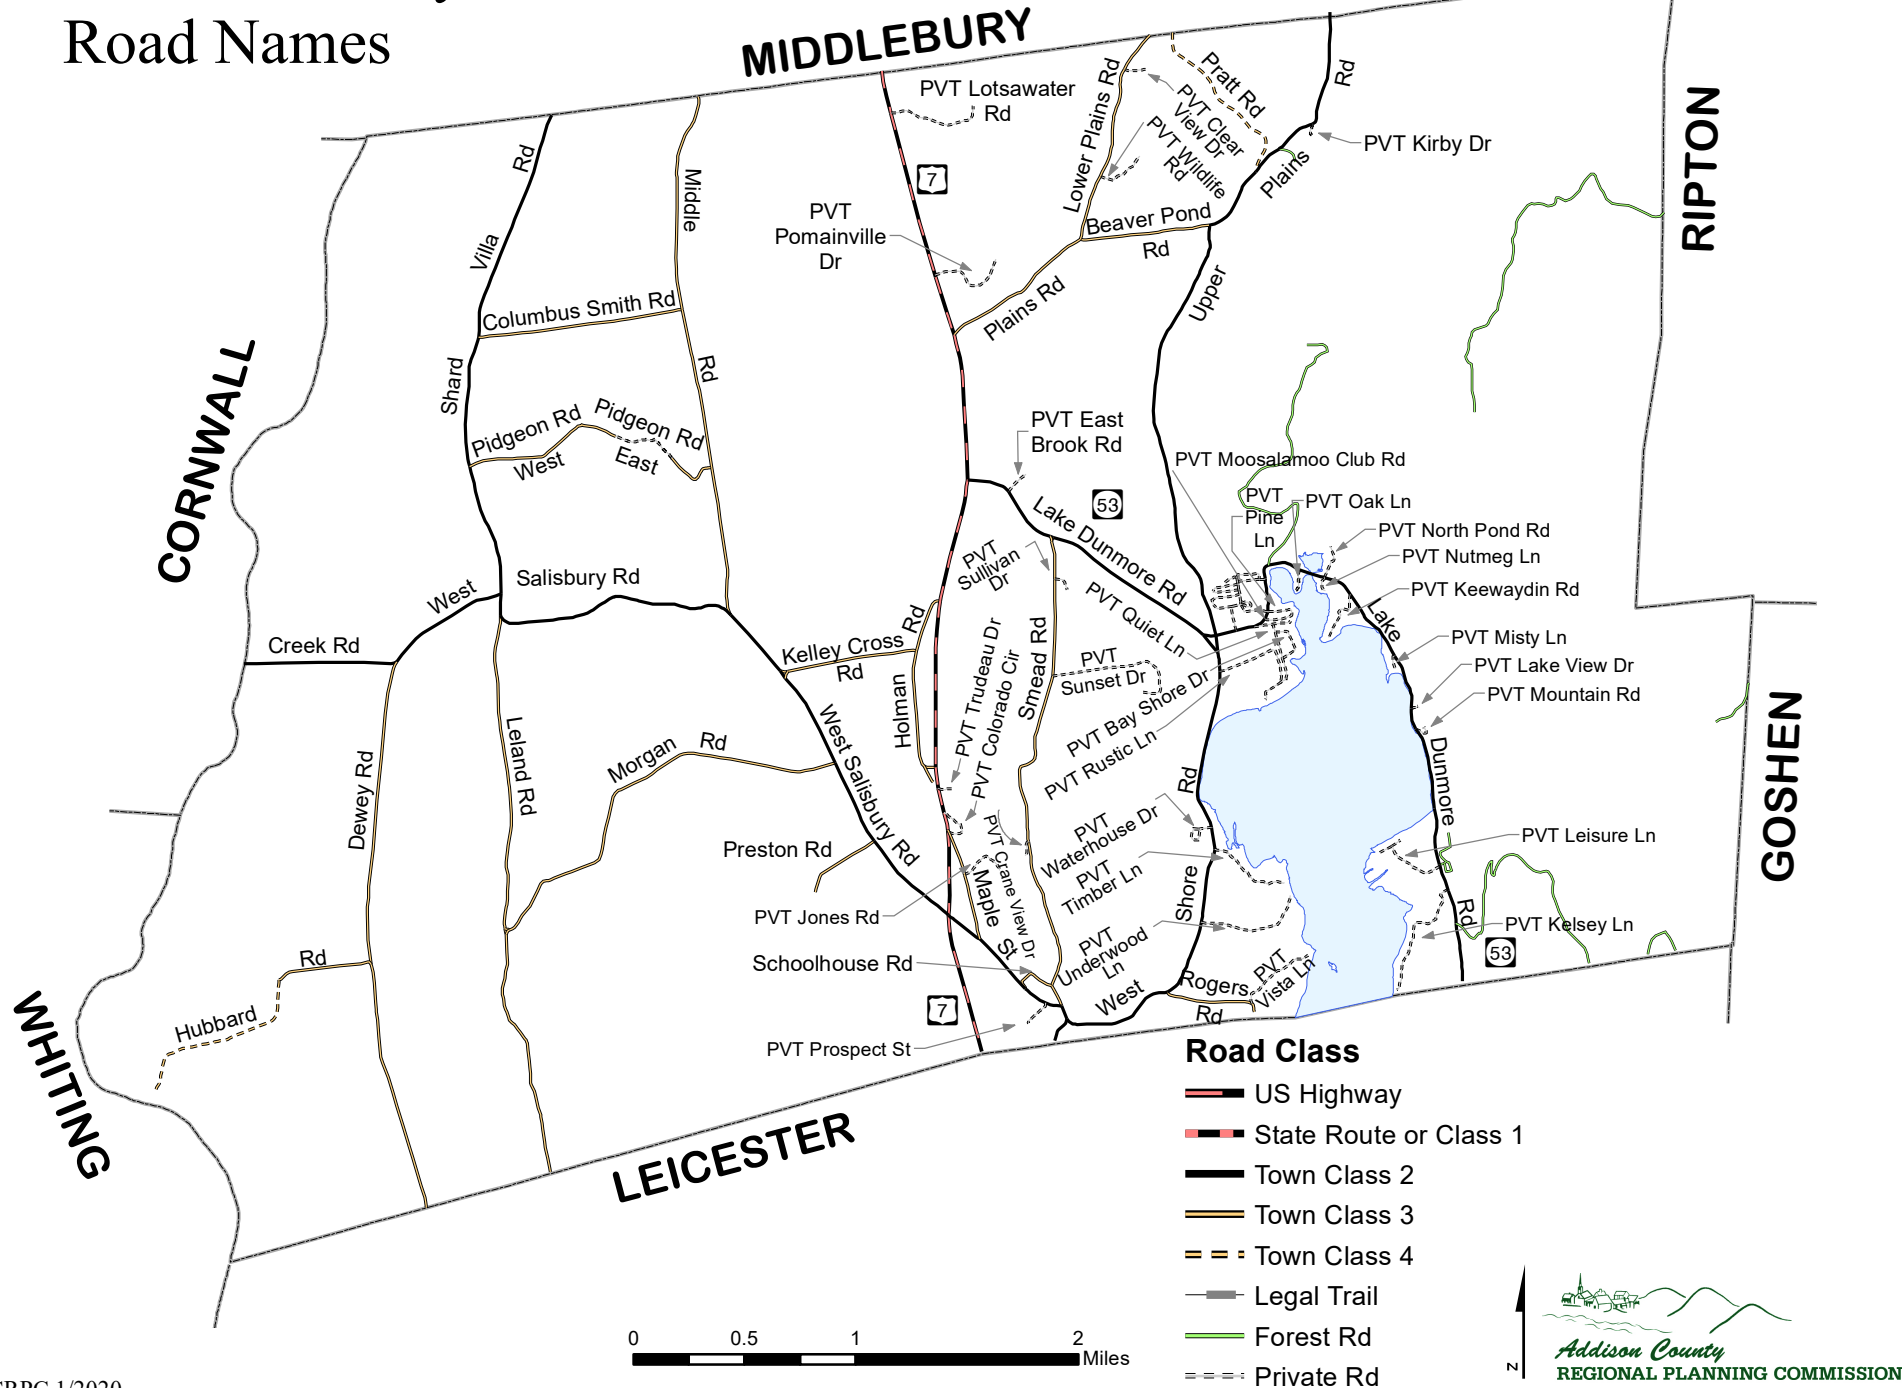 Road Names
MIDDLEBURY
RIPTON
CORNWALL
GOSHEN
WHITING
LEICESTER
PVT Lotsawater
Rd
7
Lower Plains Rd
Pratt Rd
PVT Clear
View Dr
PVT Wildlife
Rd
Rd
PVT Kirby Dr
Plains
Upper
Beaver Pond
Rd
Plains Rd
PVT
Pomainville
Dr
Rd
Villa
Shard
Middle
Rd
Columbus Smith Rd
Pidgeon Rd
West
Pidgeon Rd
East
PVT East
Brook Rd
53
Lake Dunmore Rd
PVT Moosalamoo Club Rd
PVT
Pine
Ln
PVT Oak Ln
PVT North Pond Rd
PVT Nutmeg Ln
PVT Keewaydin Rd
Lake
PVT Misty Ln
PVT Lake View Dr
PVT Mountain Rd
Dunmore
PVT Leisure Ln
Rd
PVT Kelsey Ln
53
PVT
Sullivan
Dr
PVT Quiet Ln
Smead Rd
PVT
Sunset Dr
PVT Bay Shore Dr
PVT Rustic Ln
Rd
Shore
West
PVT
Waterhouse Dr
PVT
Timber Ln
PVT
Underwood
Ln
Rogers
Rd
PVT
Vista Ln
West
Salisbury Rd
Creek Rd
Kelley Cross
Rd
Rd
Holman
PVT Trudeau Dr
PVT Colorado Cir
PVT Crane View Dr
Maple
St
West Salisbury Rd
Leland Rd
Morgan
Rd
Dewey Rd
Preston Rd
PVT Jones Rd
Schoolhouse Rd
7
PVT Prospect St
Rd
Hubbard
Road Class
US Highway
State Route or Class 1
Town Class 2
Town Class 3
Town Class 4
Legal Trail
Forest Rd
Private Rd
0 0.5 1 2
Miles
N
Addison County
REGIONAL PLANNING COMMISSION
1/2020